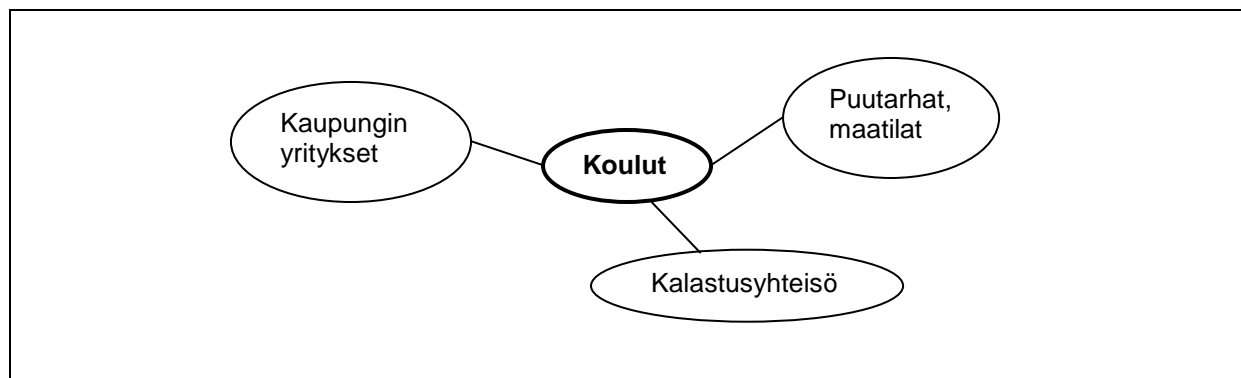 Kaupungin
yritykset
Koulut
Puutarhat,
maatilat
Kalastusyhteisö